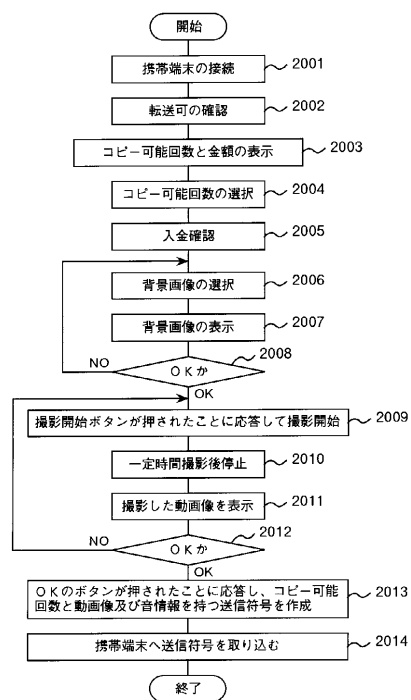 開始
携帯端末の接続 2001
転送可の確認 2002
コピー可能回数と金額の表示 2003
コピー可能回数の選択 2004
入金確認 2005
背景画像の選択 2006
背景画像の表示 2007
OKか 2008
NO
OK
撮影開始ボタンが押されたことに応答して撮影開始 2009
一定時間撮影後停止 2010
撮影した動画像を表示 2011
OKか 2012
NO
OK
OKのボタンが押されたことに応答し、コピー可能
回数と動画像及び音情報を持つ送信符号を作成 2013
携帯端末へ送信符号を取り込む 2014
終了